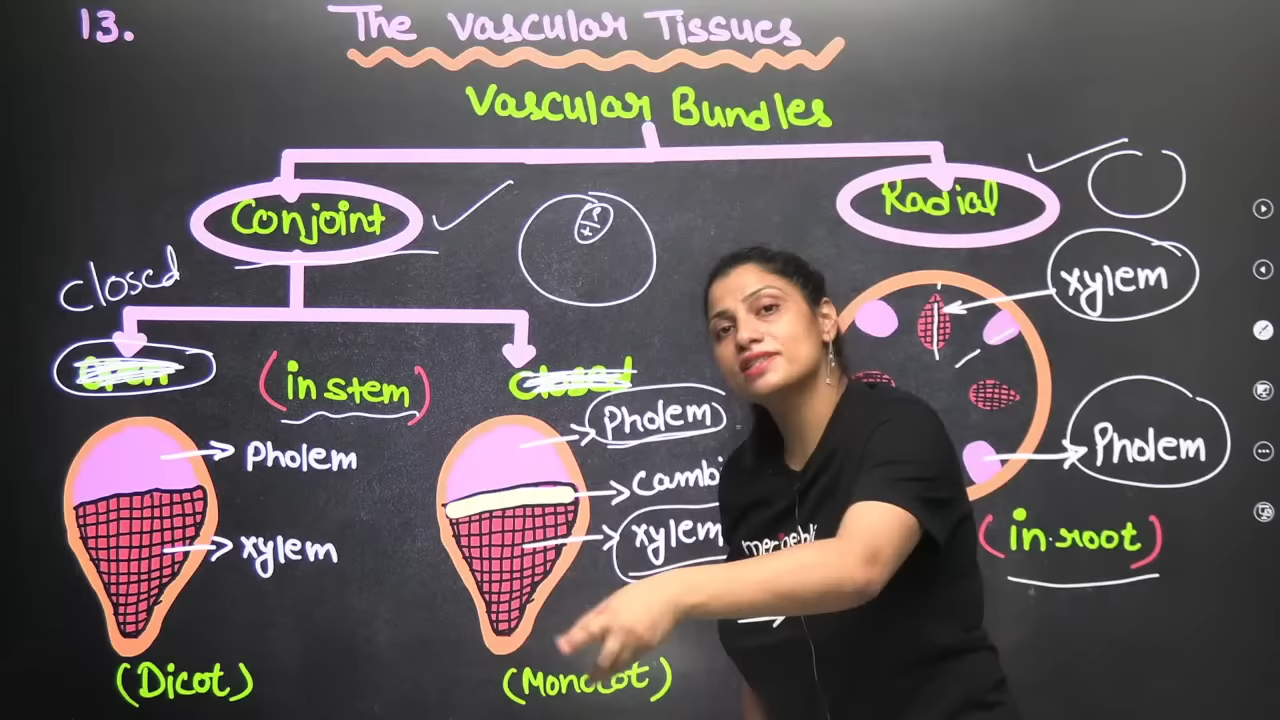 13.
The Vascular Tissues
Vascular Bundles
Conjoint
Radial
closed
(in stem)
P
x
xylem
Pholem
Pholem
Pholem
Cambi
xylem
xylem
(in root)
(Dicot)
(Monocot)